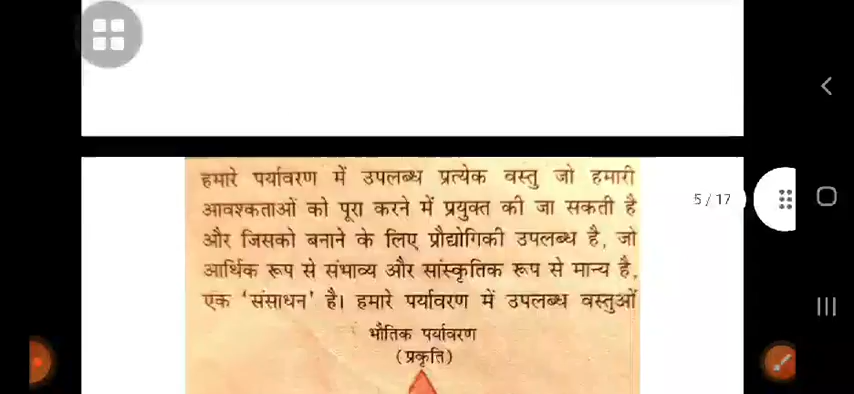 हमारे पर्यावरण में उपलब्ध प्रत्येक वस्तु जो हमारी
आवश्यकताओं को पूरा करने में प्रयुक्त की जा सकती है
और जिसको बनाने के लिए प्रौद्योगिकी उपलब्ध है, जो
आर्थिक रूप से संभाव्य और सांस्कृतिक रूप से मान्य है,
एक ‘संसाधन’ है। हमारे पर्यावरण में उपलब्ध वस्तुओं
भौतिक पर्यावरण
(प्रकृति)
5 / 17